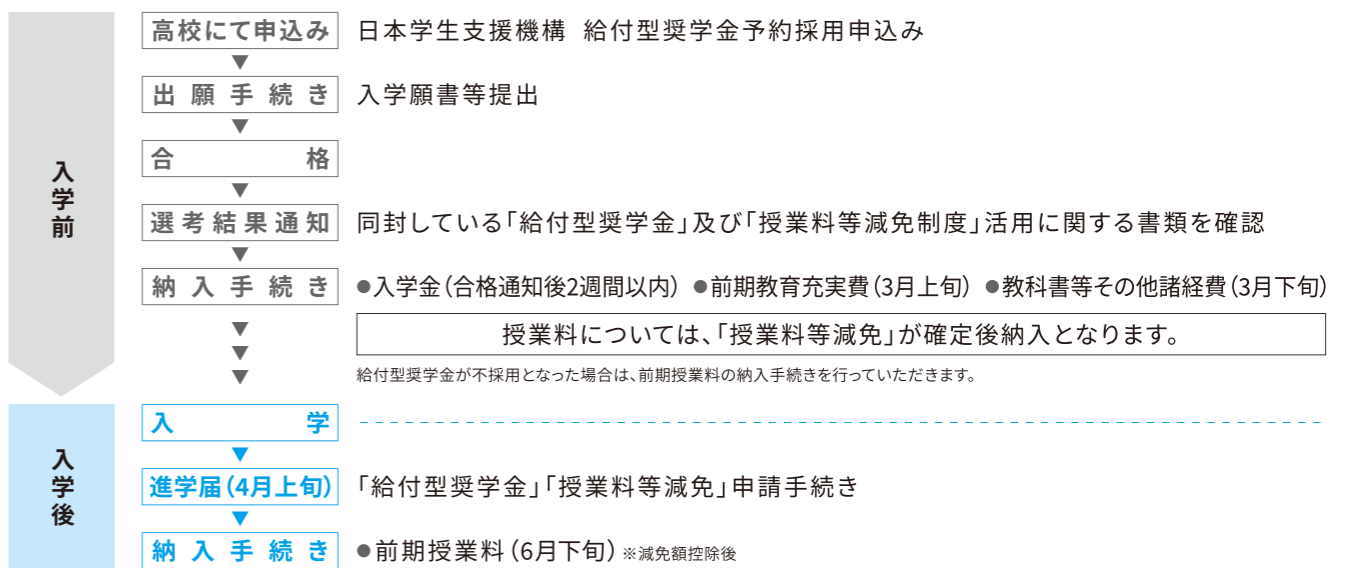 入学前
高校にて申込み 日本学生支援機構 給付型奨学金予約採用申込み
▼
出願手続き 入学願書等提出
▼
合格
▼
選考結果通知 同封している「給付型奨学金」及び「授業料等減免制度」活用に関する書類を確認
▼
納入手続き ●入学金(合格通知後2週間以内) ●前期教育充実費(3月上旬) ●教科書等その他諸経費(3月下旬)
▼ 授業料については、「授業料等減免」が確定後納入となります。
▼
▼ 給付型奨学金が不採用となった場合は、前期授業料の納入手続きを行っていただきます。
入学後
入学
▼
進学届(4月上旬) 「給付型奨学金」「授業料等減免」申請手続き
▼
納入手続き ●前期授業料(6月下旬) ※減免額控除後